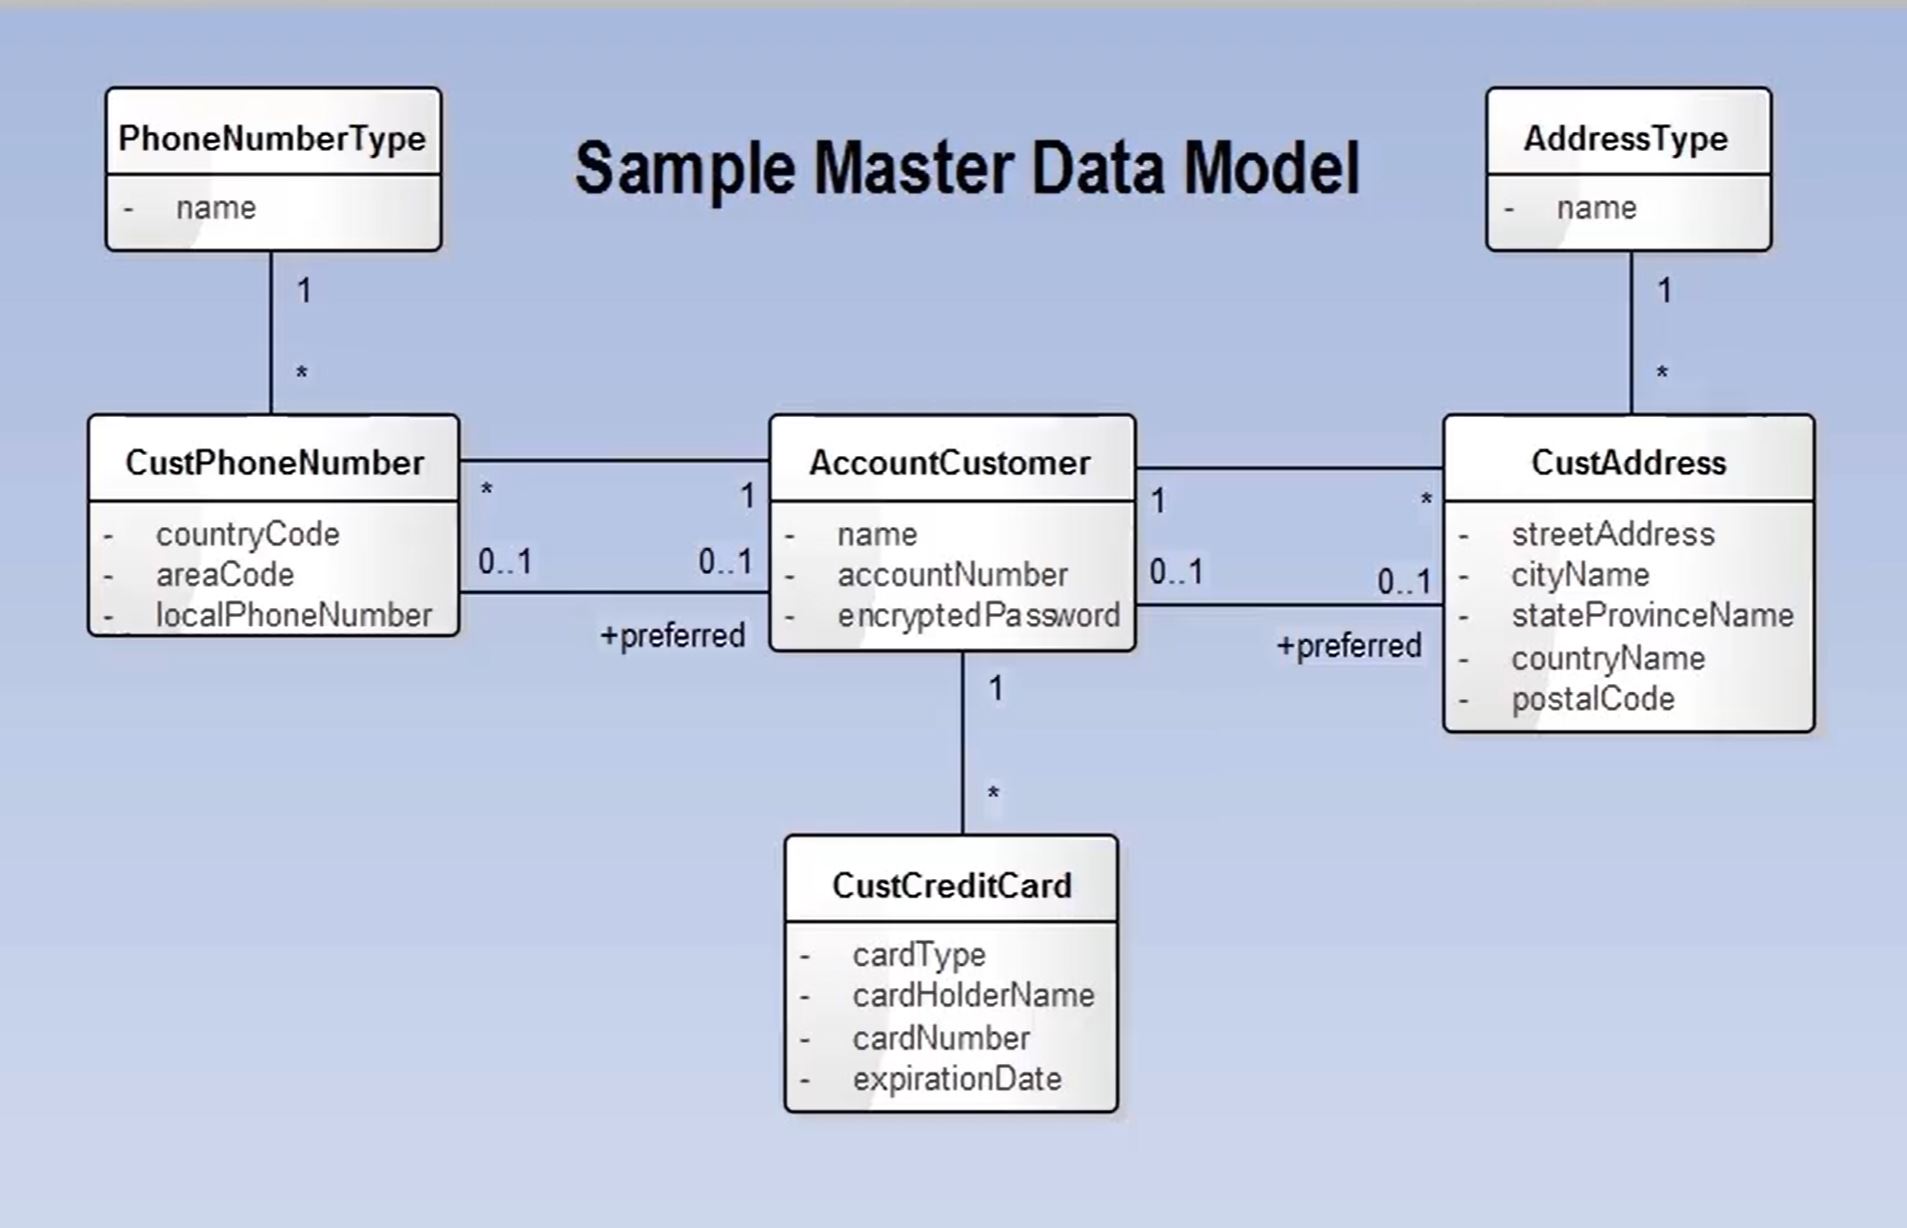 PhoneNumberType
- name
Sample Master Data Model
AddressType
- name
1
*
1
*
CustPhoneNumber
- countryCode
- areaCode
- localPhoneNumber
* 1
0..1 0..1
+preferred
AccountCustomer
- name
- accountNumber
- encryptedPassword
1 *
0..1 0..1
+preferred
CustAddress
- streetAddress
- cityName
- stateProvinceName
- countryName
- postalCode
1
*
CustCreditCard
- cardType
- cardHolderName
- cardNumber
- expirationDate